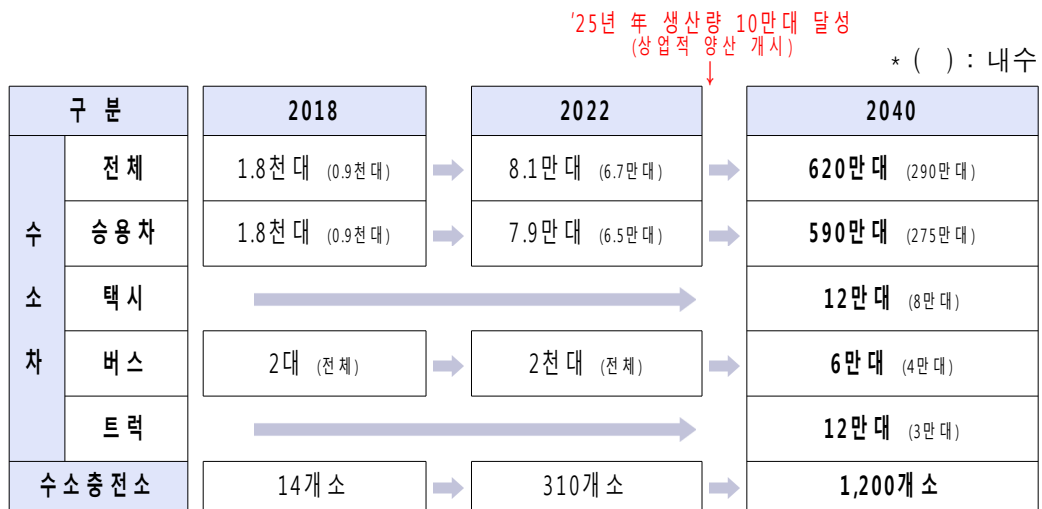 '25년 年 생산량 10만대 달성
(상업적 양산 개시)
↓
* ( ) : 내수
구 분 2018 2022 2040
수소차
전체 1.8천대 (0.9천대) 8.1만대 (6.7만대) 620만대 (290만대)
승용차 1.8천대 (0.9천대) 7.9만대 (6.5만대) 590만대 (275만대)
택시 12만대 (8만대)
버스 2대 (전체) 2천대 (전체) 6만대 (4만대)
트럭 12만대 (3만대)
수소충전소 14개소 310개소 1,200개소